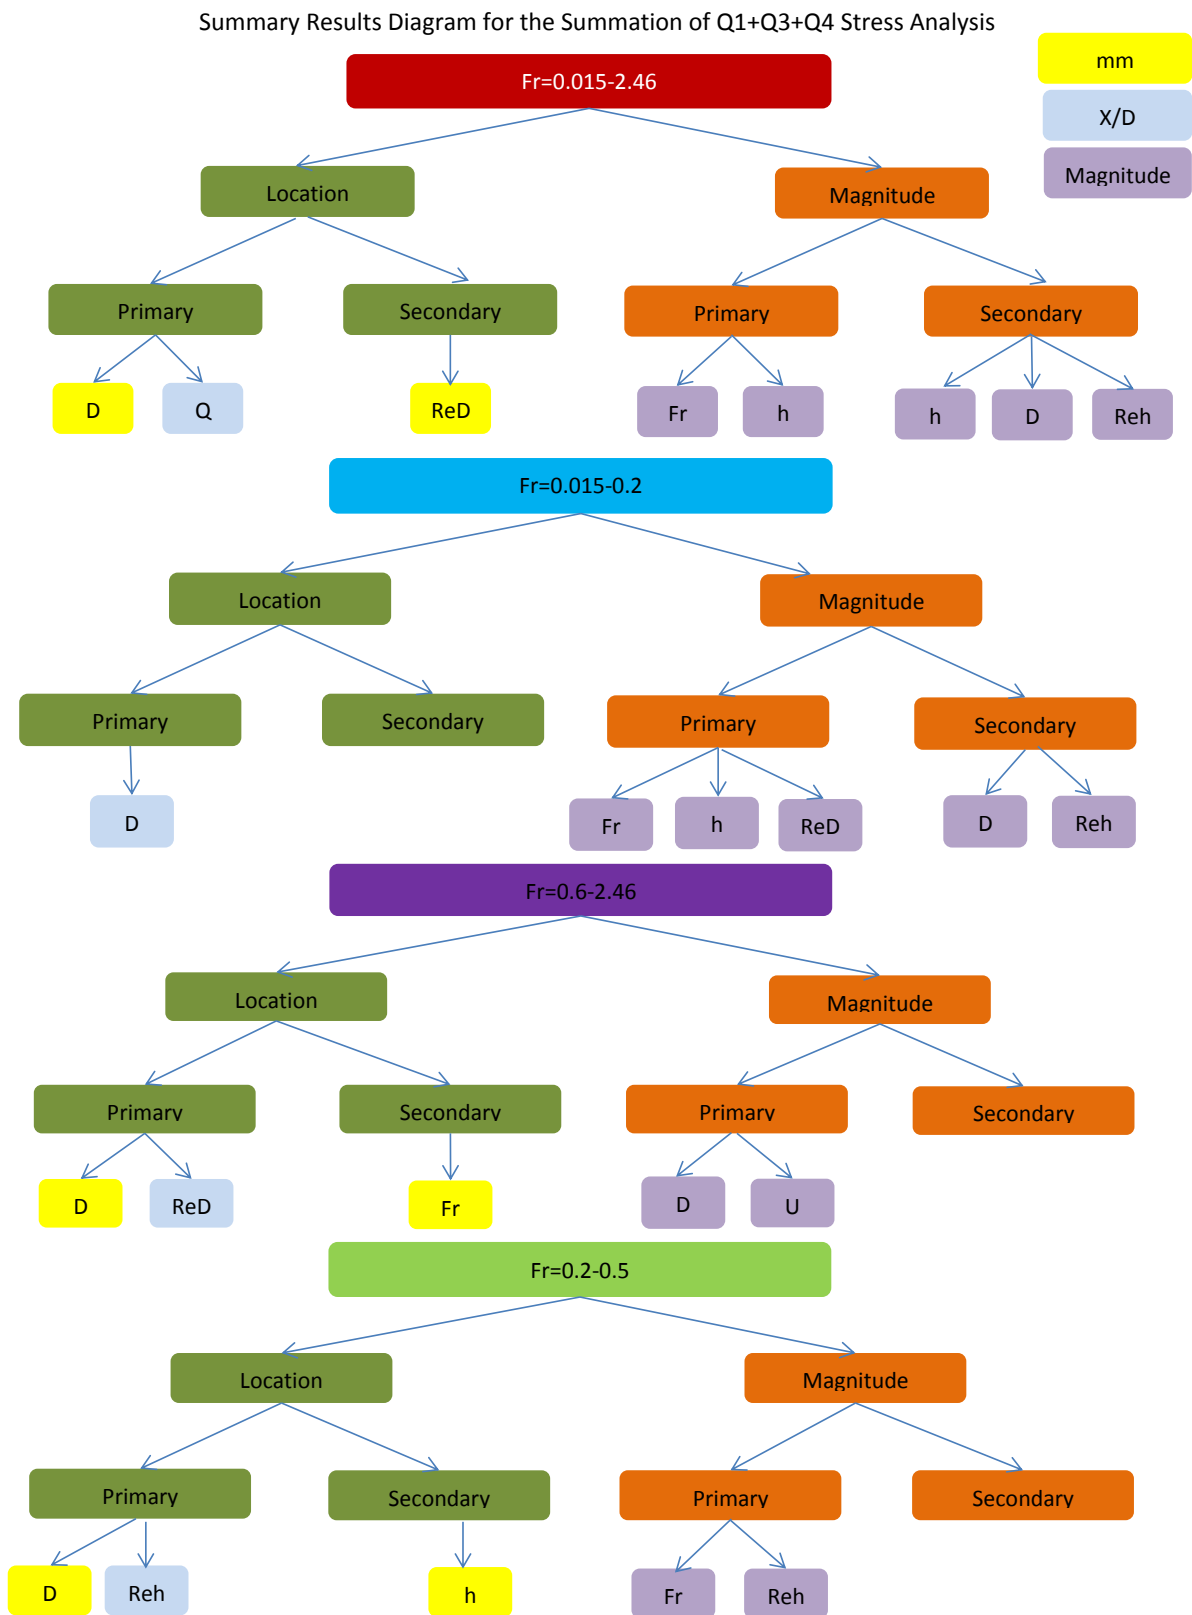 Summary Results Diagram for the Summation of Q1+Q3+Q4 Stress Analysis
mm
X/D
Magnitude
Fr=0.015-2.46
Location
Magnitude
Primary
Secondary
Primary
Secondary
D
Q
ReD
Fr
h
h
D
Reh
Fr=0.015-0.2
Location
Magnitude
Primary
Secondary
Primary
Secondary
D
Fr
h
ReD
D
Reh
Fr=0.6-2.46
Location
Magnitude
Primary
Secondary
Primary
Secondary
D
ReD
Fr
D
U
Fr=0.2-0.5
Location
Magnitude
Primary
Secondary
Primary
Secondary
D
Reh
h
Fr
Reh